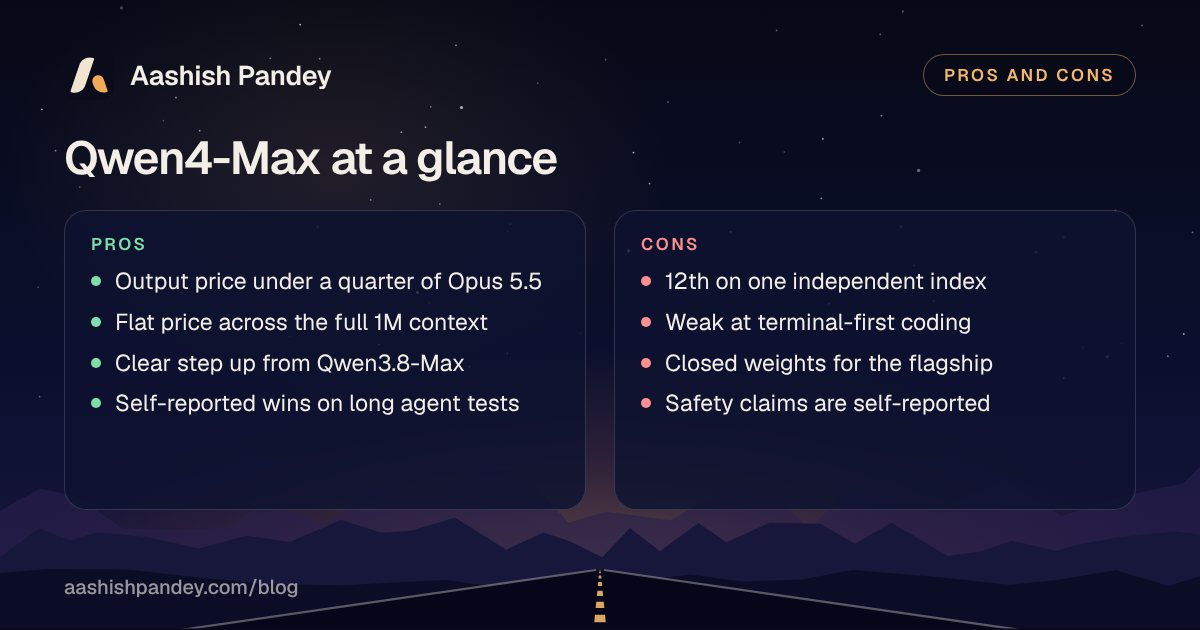 Aashish Pandey
PROS AND CONS
Qwen4-Max at a glance
PROS
Output price under a quarter of Opus 5.5
Flat price across the full 1M context
Clear step up from Qwen3.8-Max
Self-reported wins on long agent tests
CONS
12th on one independent index
Weak at terminal-first coding
Closed weights for the flagship
Safety claims are self-reported
aashishpandey.com/blog